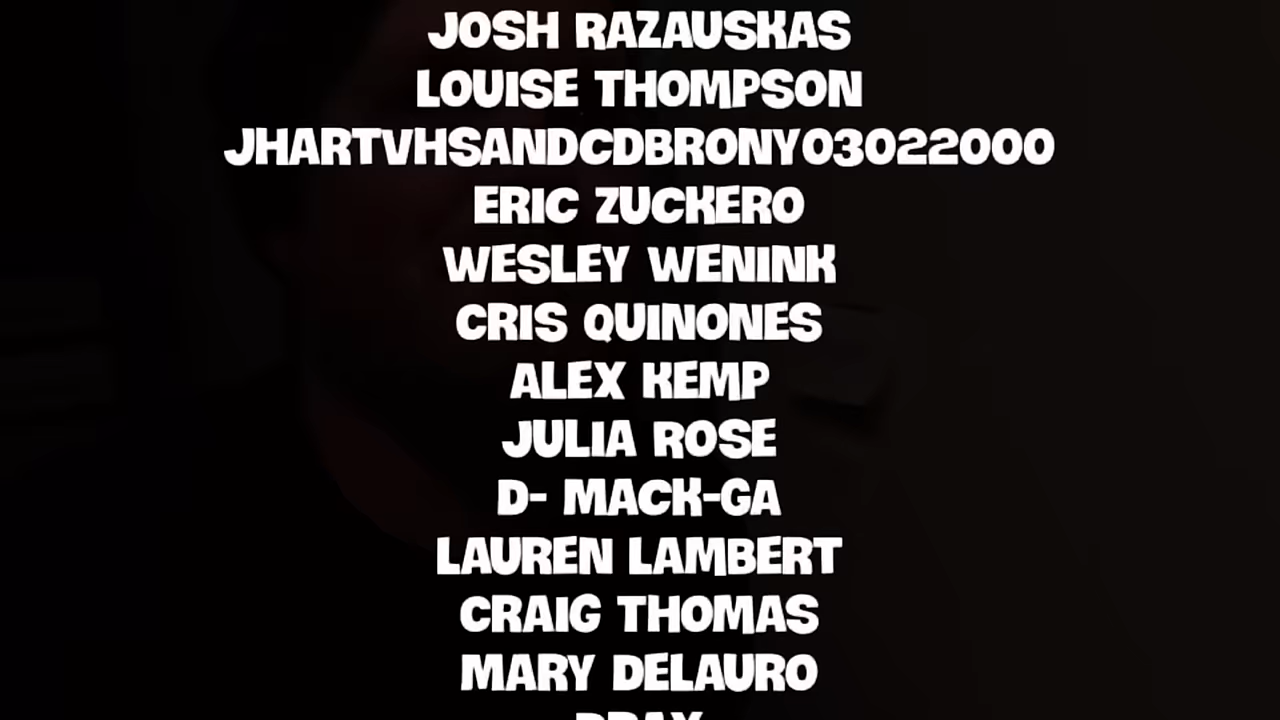 JOSH RAZAUSKAS
LOUISE THOMPSON
JHARTVHSANDCDBRONY03022000
ERIC ZUCKERO
WESLEY WENINK
CRIS QUINONES
ALEX KEMP
JULIA ROSE
D- MACK-GA
LAUREN LAMBERT
CRAIG THOMAS
MARY DELAURO